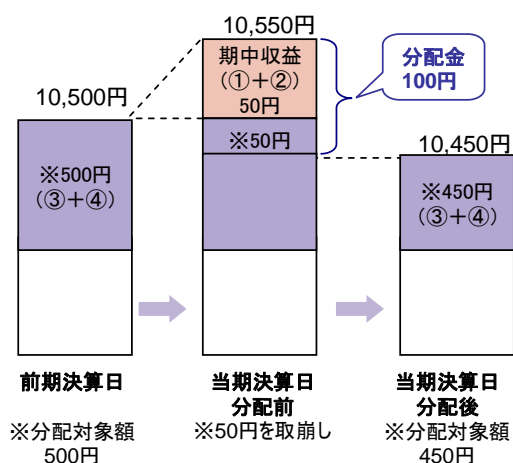 10,550円
期中収益
(①+②)
50円
分配金
100円
10,500円
※50円
10,450円
※500円
(③+④)
※450円
(③+④)
前期決算日
当期決算日
分配前
当期決算日
分配後
※分配対象額
500円
※50円を取崩し
※分配対象額
450円